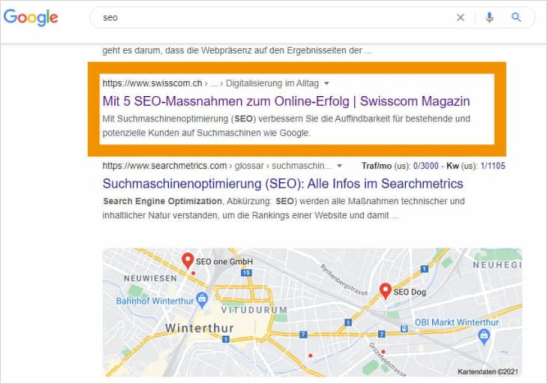 Google
seo
geht es darum, dass die Webpräsenz auf den Ergebnisseiten der ...
https://www.swisscom.ch › ... › Digitalisierung im Alltag
Mit 5 SEO-Massnahmen zum Online-Erfolg | Swisscom Magazin
Mit Suchmaschinenoptimierung (SEO) verbessern Sie die Auffindbarkeit für bestehende und
potenzielle Kunden auf Suchmaschinen wie Google.
https://www.searchmetrics.com › glossar › suchmaschin... Traf/mo (us): 0/3000 - Kw (us): 1/1105
Suchmaschinenoptimierung (SEO): Alle Infos im Searchmetrics
Search Engine Optimization, Abkürzung: SEO) werden alle Maßnahmen technischer und
inhaltlicher Natur verstanden, um die Rankings einer Website und damit ...
SEO one GmbH
NEUWIESEN
NEUHEGI
Rychenbergstrasse
SEO Dog
Bahnhof Winterthur
VITUDURUM
Winterthur
OBI Markt Winterthur
Grüzefeldstrasse
Kartendaten ©2021